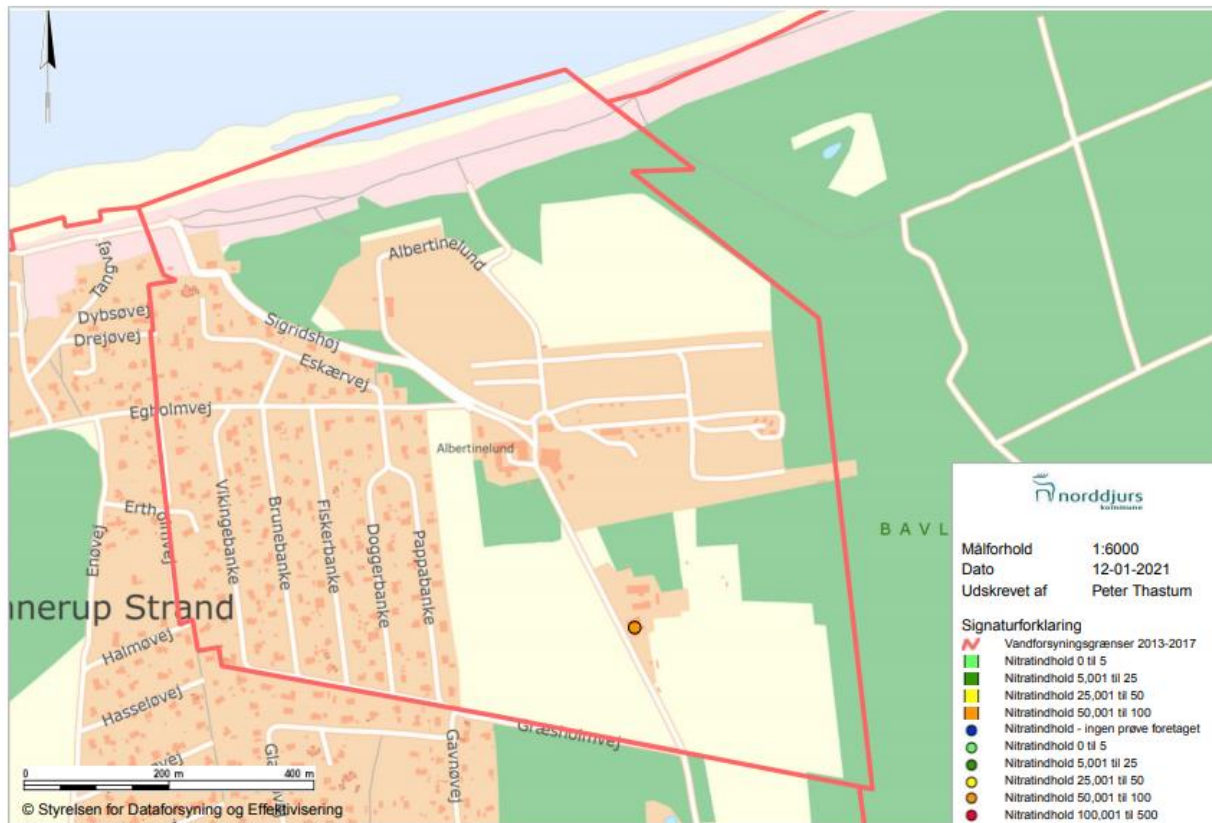 Albertinelund
Tangvej
Dybsøvej
Drejøvej
Sigridshøj
Eskærvej
Egholmvej
Albertinelund
Ertholmvej
Enøvej
Vikingebanke
Brunebanke
Fiskerbanke
Doggerbanke
Pappabanke
BAVL
nnerup Strand
Halmøvej
Hasseløvej
Græsholmvej
Gavnøvej
0 200 m 400 m
© Styrelsen for Dataforsyning og Effektivisering
norddjurs
kommune
Målforhold 1:6000
Dato 12-01-2021
Udskrevet af Peter Thastum
Signaturforklaring
Vandforsyningsgrænser 2013-2017
Nitratindhold 0 til 5
Nitratindhold 5,001 til 25
Nitratindhold 25,001 til 50
Nitratindhold 50,001 til 100
Nitratindhold - ingen prøve foretaget
Nitratindhold 0 til 5
Nitratindhold 5,001 til 25
Nitratindhold 25,001 til 50
Nitratindhold 50,001 til 100
Nitratindhold 100,001 til 500